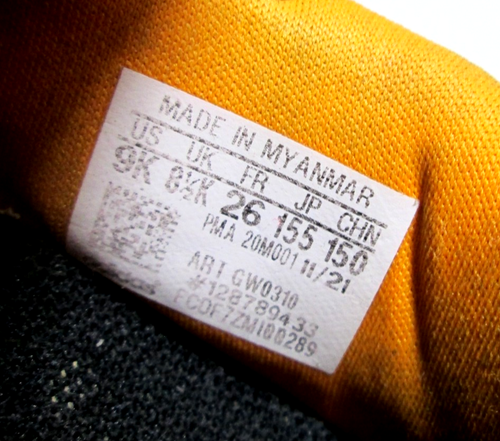 MADE IN MYANMAR
US UK FR JP CHN
9K 8½K 26 155 150
PMA 20M001 11/21
ART GW0310
#128789433